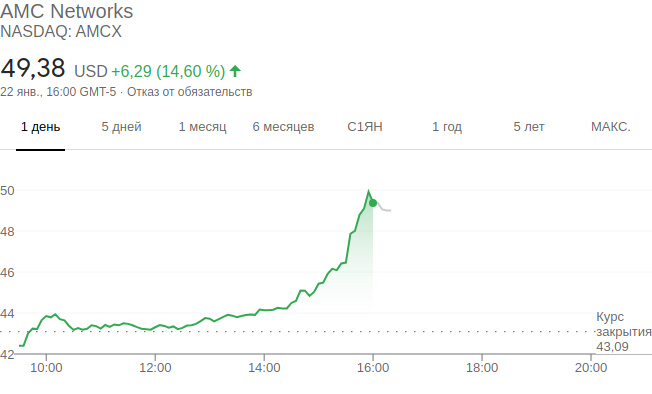 AMC Networks
NASDAQ: AMCX
49,38 USD +6,29 (14,60 %)
22 янв., 16:00 GMT-5 · Отказ от обязательств
1 день 5 дней 1 месяц 6 месяцев С1ЯН 1 год 5 лет МАКС.
50
48
46
44
42
Курс
закрытия
43,09
10:00 12:00 14:00 16:00 18:00 20:00